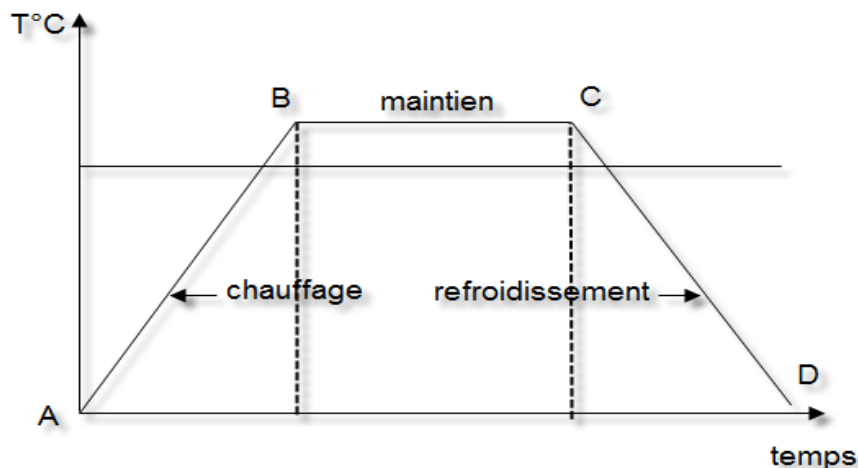 T°C
B
maintien
C
chauffage
refroidissement
D
A
temps